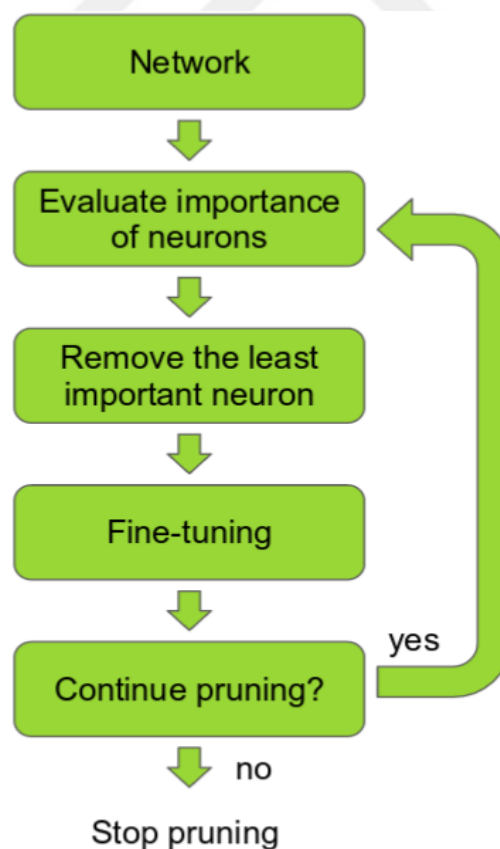 Network
Evaluate importance
of neurons
Remove the least
important neuron
Fine-tuning
yes
Continue pruning?
no
Stop pruning